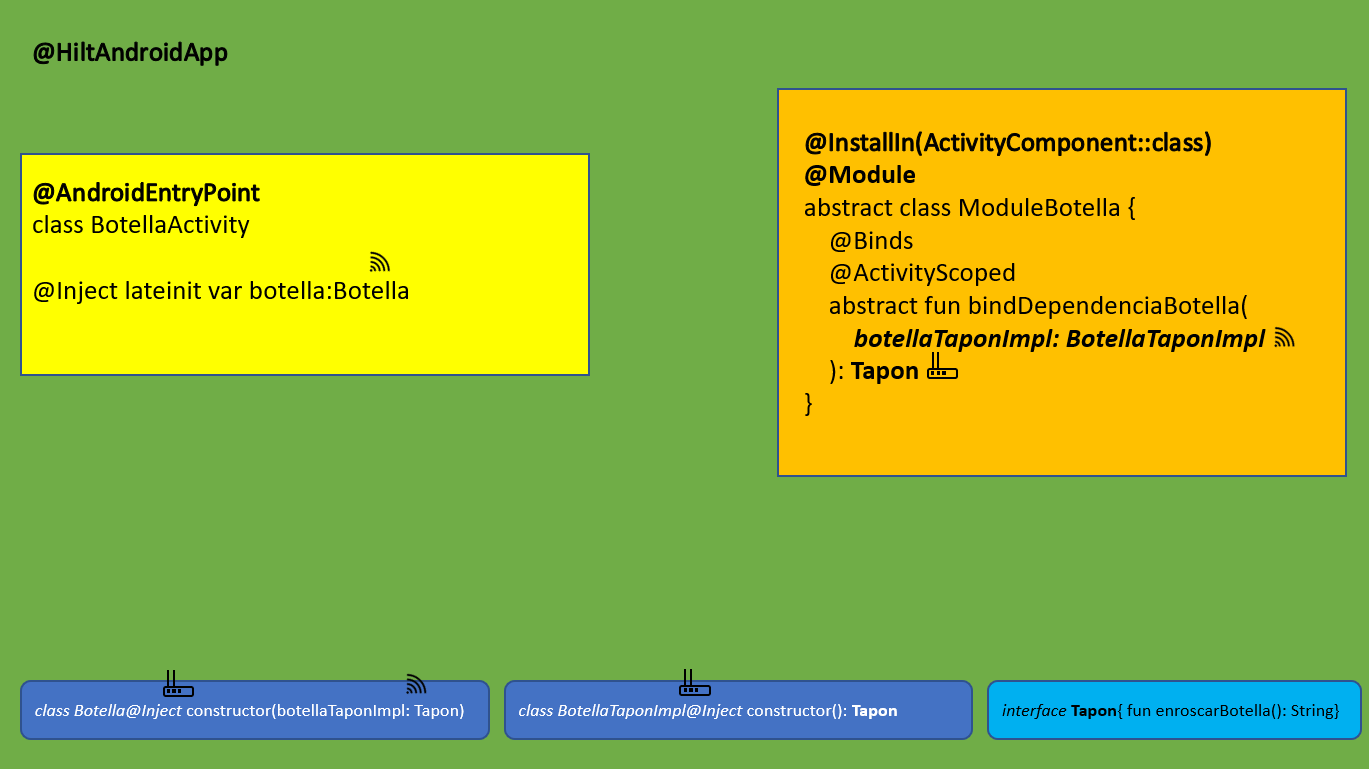 @HiltAndroidApp
@AndroidEntryPoint
class BotellaActivity
@Inject lateinit var botella:Botella
@InstallIn(ActivityComponent::class)
@Module
abstract class ModuleBotella {
@Binds
@ActivityScoped
abstract fun bindDependenciaBotella(
botellaTaponImpl: BotellaTaponImpl
): Tapon
}
class Botella@Inject constructor(botellaTaponImpl: Tapon)
class BotellaTaponImpl@Inject constructor(): Tapon
interface Tapon{ fun enroscarBotella(): String}